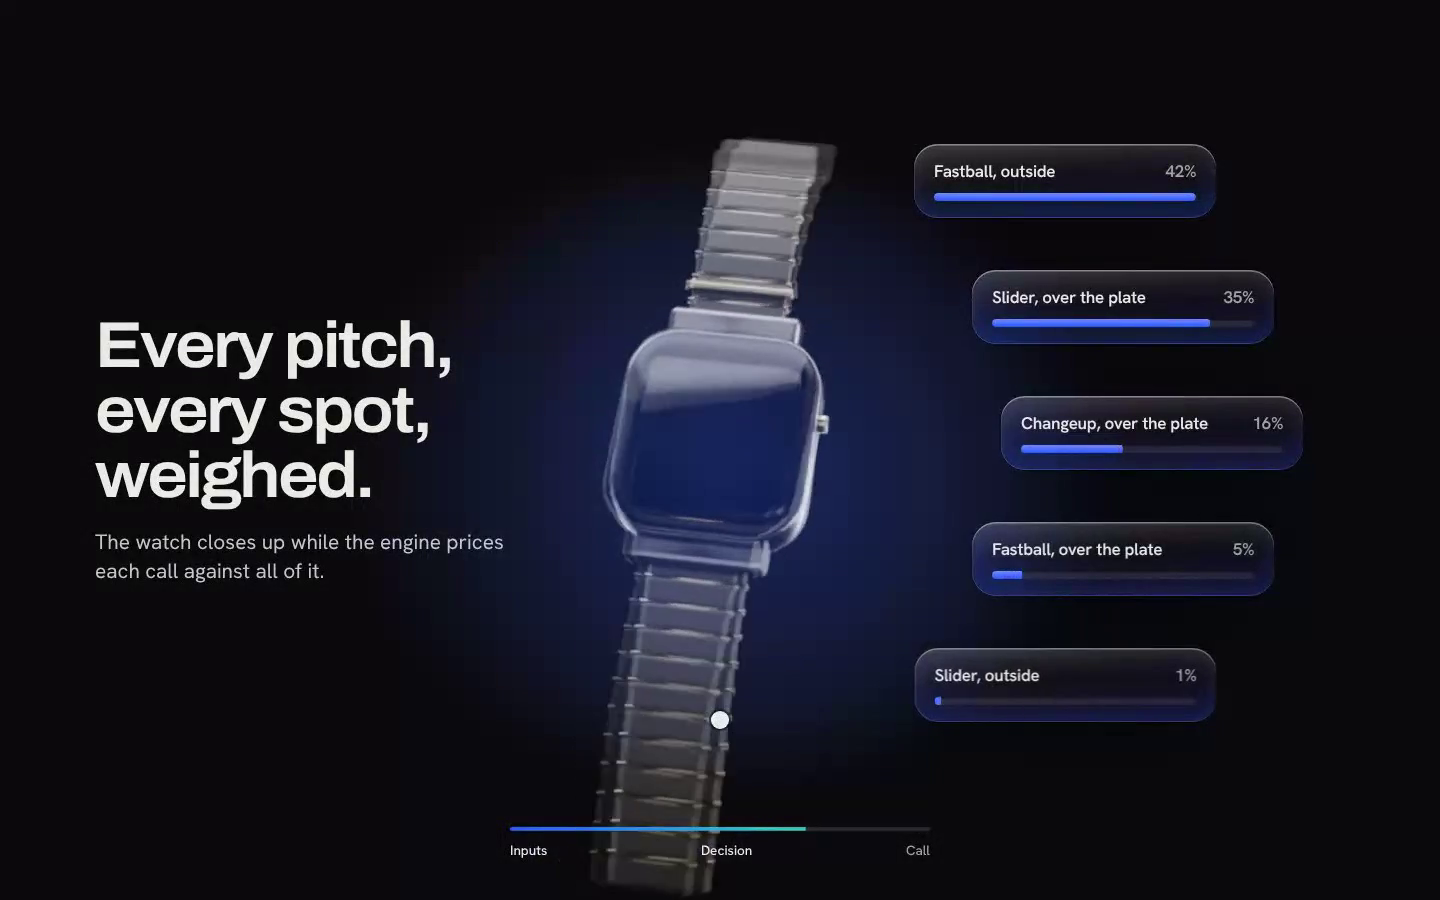 Every pitch,
every spot,
weighed.
The watch closes up while the engine prices
each call against all of it.
Fastball, outside 42%
Slider, over the plate 35%
Changeup, over the plate 16%
Fastball, over the plate 5%
Slider, outside 1%
Inputs Decision Call